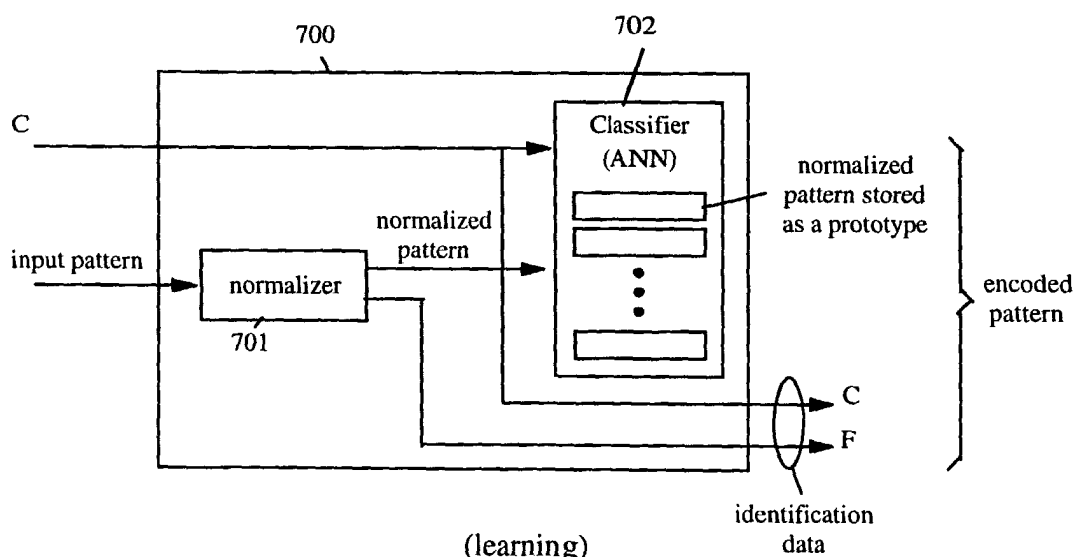 700
702
C
Classifier
(ANN)
normalized
pattern stored
as a prototype
normalized
pattern
input pattern
normalizer
701
encoded
pattern
C
F
identification
data
(learning)